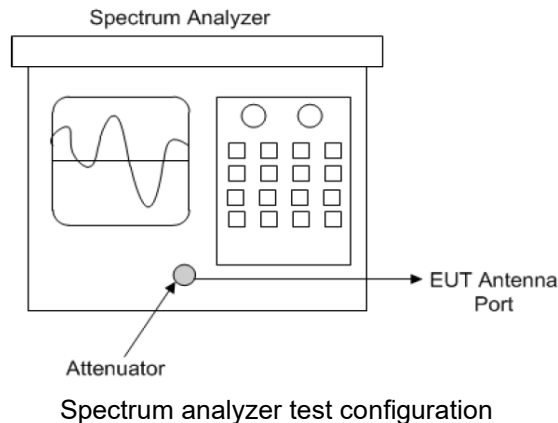 Spectrum Analyzer
EUT Antenna
Port
Attenuator
Spectrum analyzer test configuration